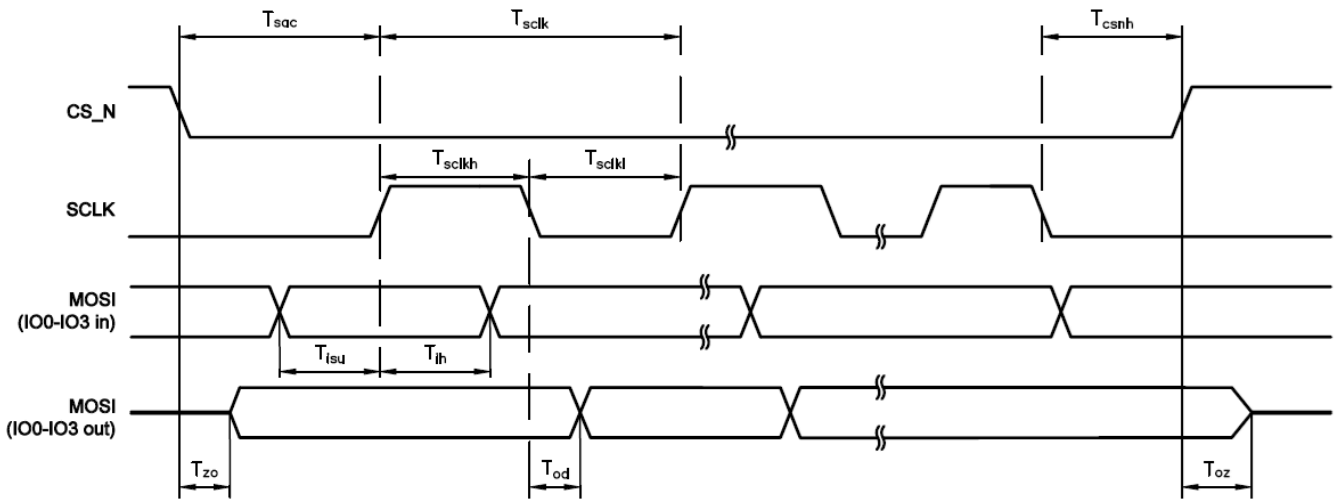 Tsac Tsclk Tcsnh
CS_N
Tsclkh Tsclkl
SCLK
MOSI
(IO0-IO3 in)
Tisu Tih
MOSI
(IO0-IO3 out)
Tzo Tod Toz